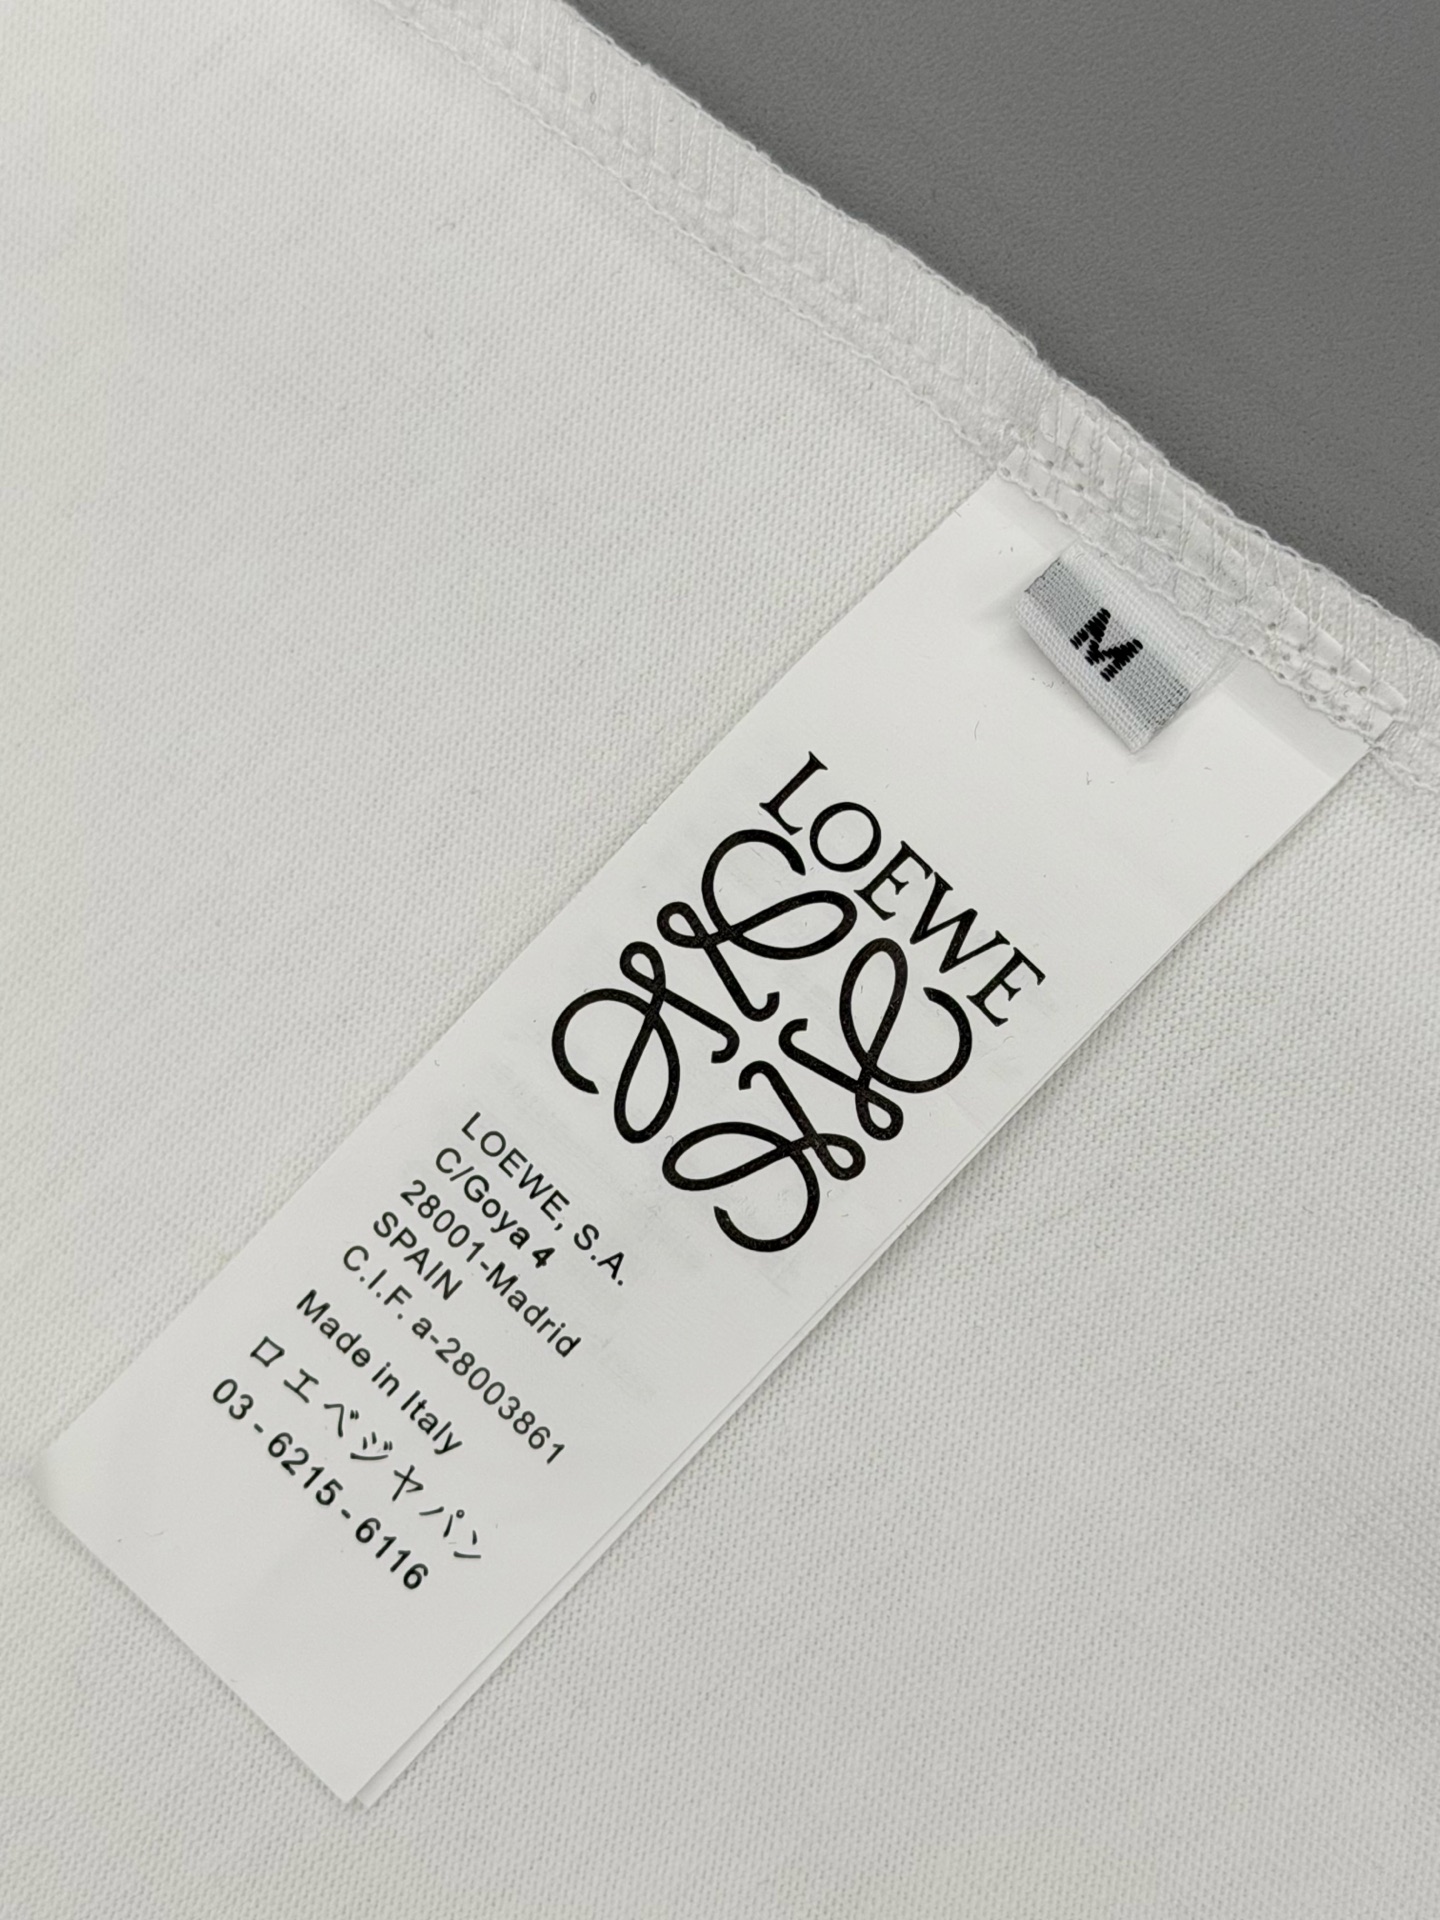 M
LOEWE
LOEWE, S.A.
C/Goya 4
28001-Madrid
SPAIN
C.I.F. a-28003861
Made in Italy
ロエベジャパン
03-6215-6116